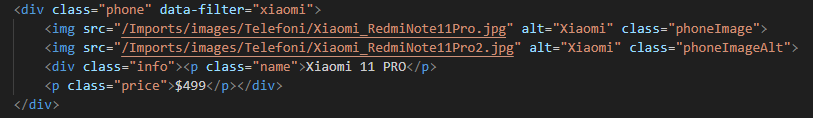 <div class="phone" data-filter="xiaomi">
<img src="/Imports/images/Telefoni/Xiaomi_RedmiNote11Pro.jpg" alt="Xiaomi" class="phoneImage">
<img src="/Imports/images/Telefoni/Xiaomi_RedmiNote11Pro2.jpg" alt="Xiaomi" class="phoneImageAlt">
<div class="info"><p class="name">Xiaomi 11 PRO</p>
<p class="price">$499</p></div>
</div>